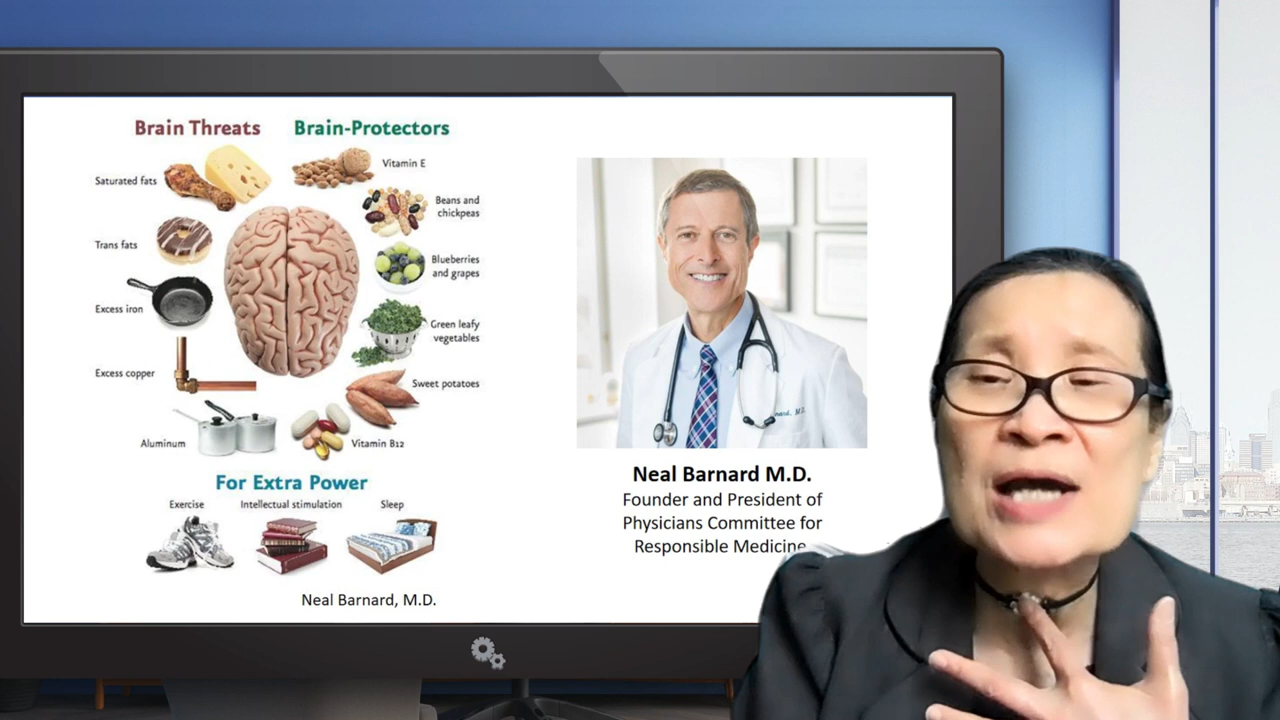 Brain Threats
Brain-Protectors
Saturated fats
Vitamin E
Beans and
chickpeas
Trans fats
Blueberries
and grapes
Excess iron
Green leafy
vegetables
Excess copper
Sweet potatoes
Aluminum
Vitamin B12
For Extra Power
Exercise
Intellectual stimulation
Sleep
Neal Barnard, M.D.
Neal Barnard M.D.
Founder and President of
Physicians Committee for
Responsible Medicine